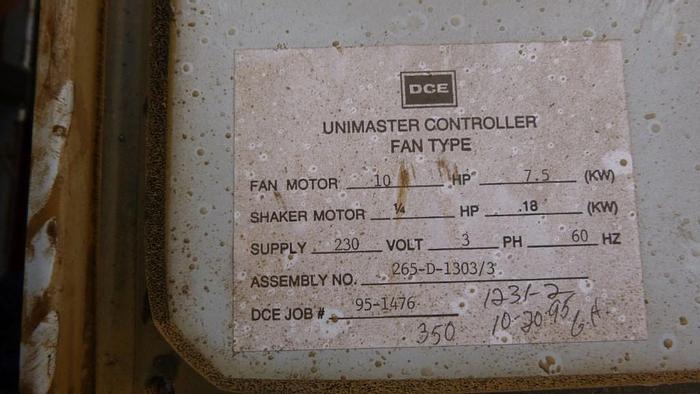 DCE
UNIMASTER CONTROLLER
FAN TYPE
FAN MOTOR 10 HP 7.5 (KW)
SHAKER MOTOR ¼ HP .18 (KW)
SUPPLY 230 VOLT 3 PH 60 HZ
ASSEMBLY NO. 265-D-1303/3
DCE JOB # 95-1476
1231-2
350 10-20-95 G.A.